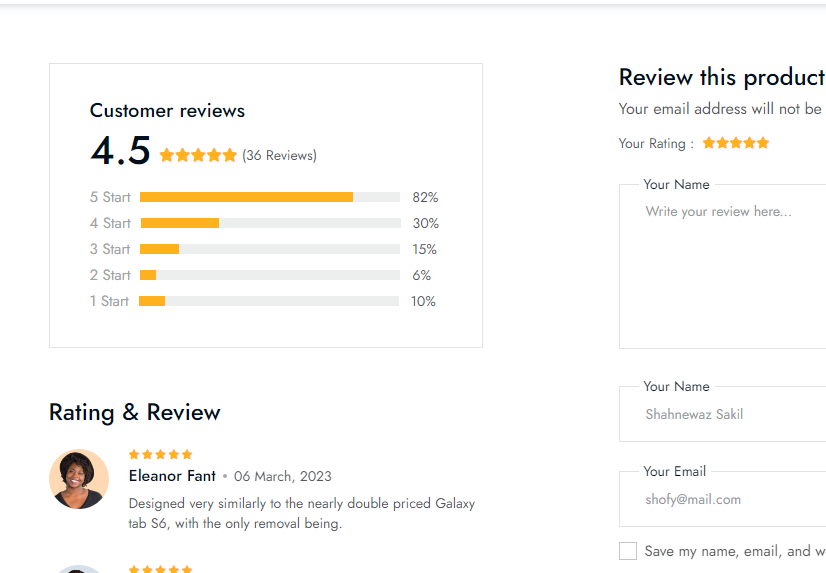 Customer reviews
4.5 (36 Reviews)
5 Start 82%
4 Start 30%
3 Start 15%
2 Start 6%
1 Start 10%
Rating & Review
Eleanor Fant • 06 March, 2023
Designed very similarly to the nearly double priced Galaxy
tab S6, with the only removal being.
Review this product
Your email address will not be
Your Rating :
Your Name
Write your review here...
Your Name
Shahnewaz Sakil
Your Email
shofy@mail.com
Save my name, email, and w